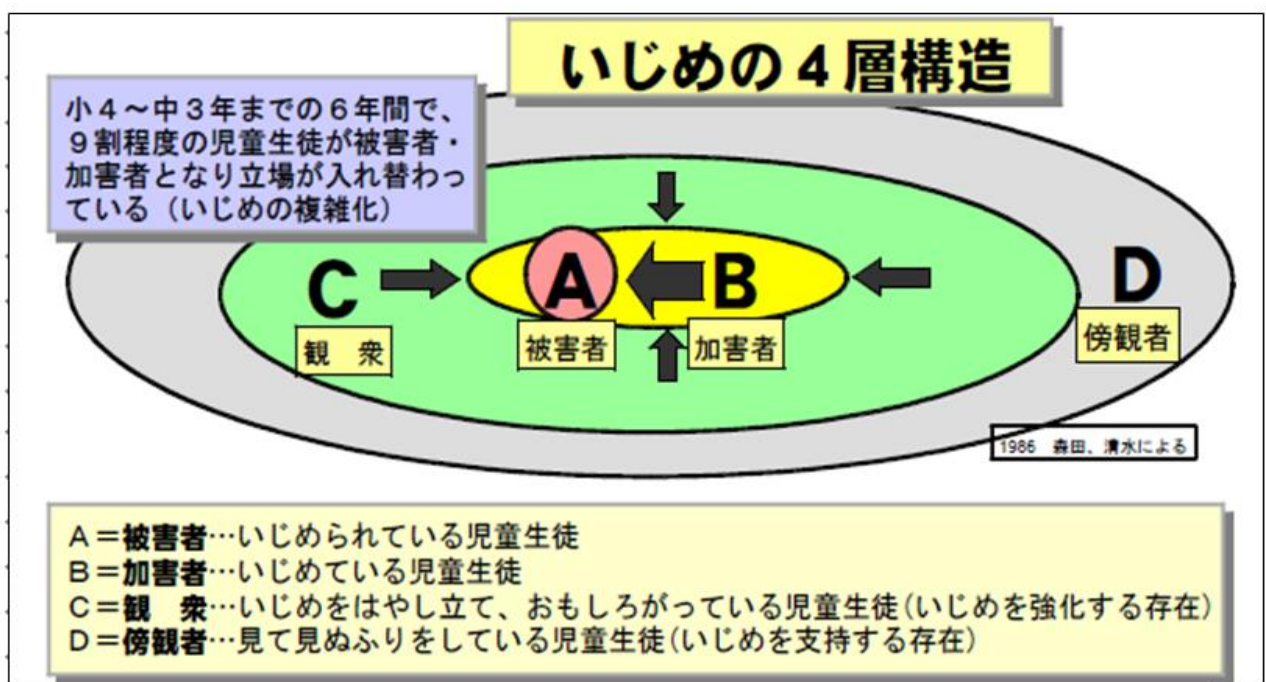 いじめの４層構造
小４～中３年までの６年間で、
９割程度の児童生徒が被害者・
加害者となり立場が入れ替わっ
ている（いじめの複雑化）
C
A
B
D
観　衆
被害者
加害者
傍観者
1986　森田、清水による
Ａ＝被害者…いじめられている児童生徒
Ｂ＝加害者…いじめている児童生徒
Ｃ＝観　衆…いじめをはやし立て、おもしろがっている児童生徒(いじめを強化する存在)
Ｄ＝傍観者…見て見ぬふりをしている児童生徒(いじめを支持する存在)